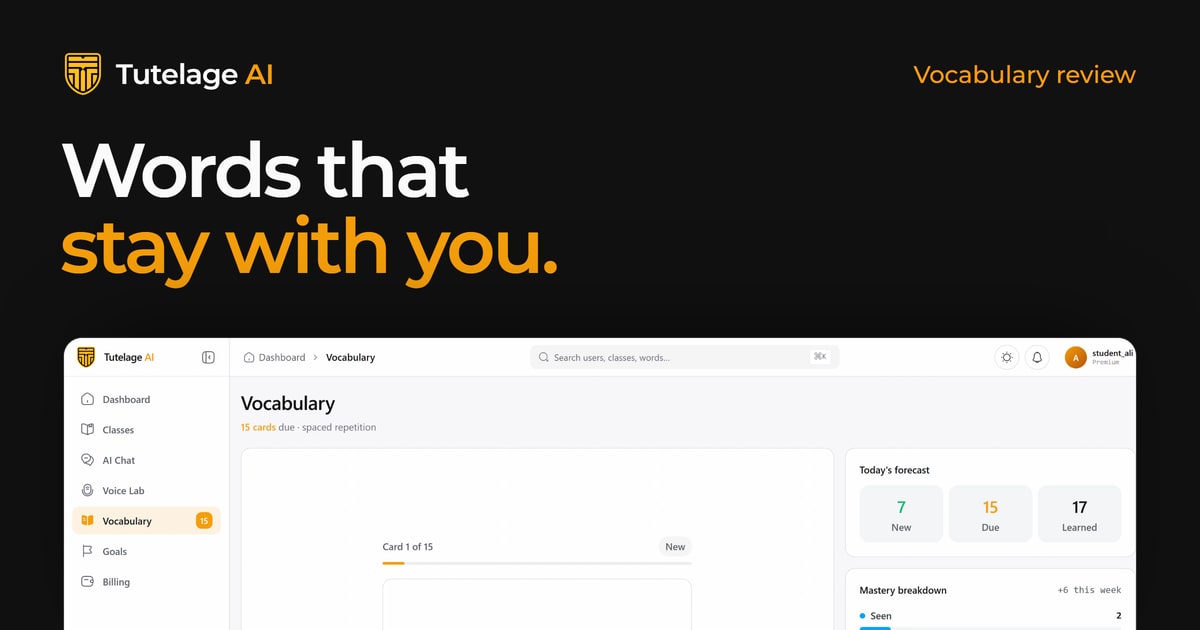 Tutelage AI
Vocabulary review
Words that
stay with you.
Tutelage AI
Dashboard
Vocabulary
Search users, classes, words...
⌘K
A
student_ali
Premium
Dashboard
Classes
AI Chat
Voice Lab
Vocabulary
15
Goals
Billing
Vocabulary
15 cards due · spaced repetition
Card 1 of 15
New
Today's forecast
7
New
15
Due
17
Learned
Mastery breakdown
+6 this week
Seen
2